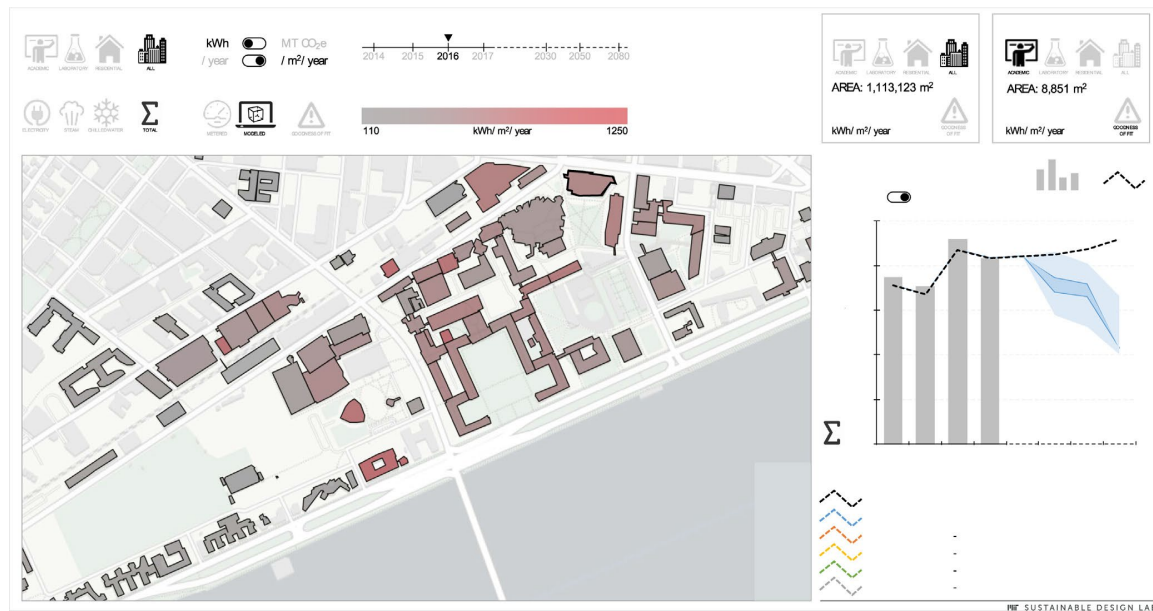 kWh MT CO₂e
/ year / m²/ year
ACADEMIC LABORATORY RESIDENTIAL ALL
2014 2015 2016 2017 2030 2050 2080
Σ
ELECTRICITY STEAM CHILLED WATER TOTAL
METERED MODELED GOODNESS OF FIT
110 kWh/ m²/ year 1250
ACADEMIC LABORATORY RESIDENTIAL ALL
AREA: 1,113,123 m²
GOODNESS
OF FIT
kWh/ m²/ year
ACADEMIC LABORATORY RESIDENTIAL ALL
AREA: 8,851 m²
GOODNESS
OF FIT
kWh/ m²/ year
Σ
-
-
-
-
SUSTAINABLE DESIGN LAB